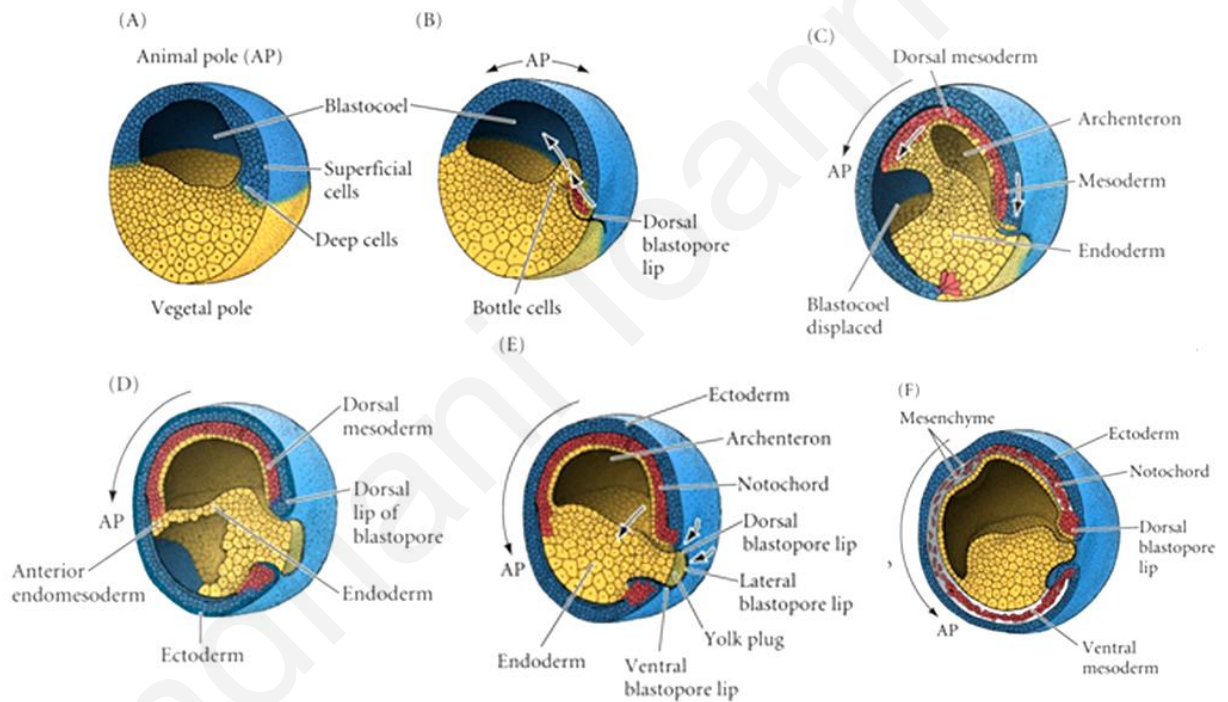 (A)
Animal pole (AP)
Vegetal pole
(B)
AP
Blastocoel
Superficial
cells
Deep cells
Dorsal
blastopore
lip
Bottle cells
(C)
Dorsal mesoderm
Archenteron
AP
Mesoderm
Endoderm
Blastocoel
displaced
(D)
Dorsal
mesoderm
AP
Dorsal
lip of
blastopore
Anterior
endomesoderm
Endoderm
Ectoderm
(E)
Ectoderm
Archenteron
Notochord
AP
Dorsal
blastopore lip
Lateral
blastopore lip
Yolk plug
Endoderm
Ventral
blastopore lip
(F)
Mesenchyme
Ectoderm
Notochord
Dorsal
blastopore
lip
,
AP
Ventral
mesoderm